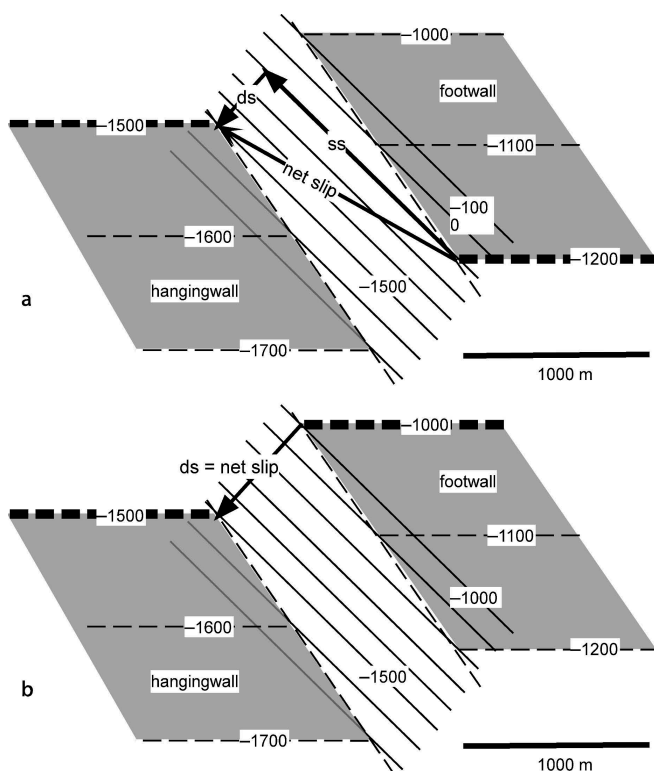 a
–1000
footwall
ds
–1500
–1100
ss
net slip
–100
0
–1600
–1200
–1500
hangingwall
–1700
1000 m
b
–1000
ds = net slip
footwall
–1500
–1100
–1000
–1600
–1200
–1500
hangingwall
–1700
1000 m